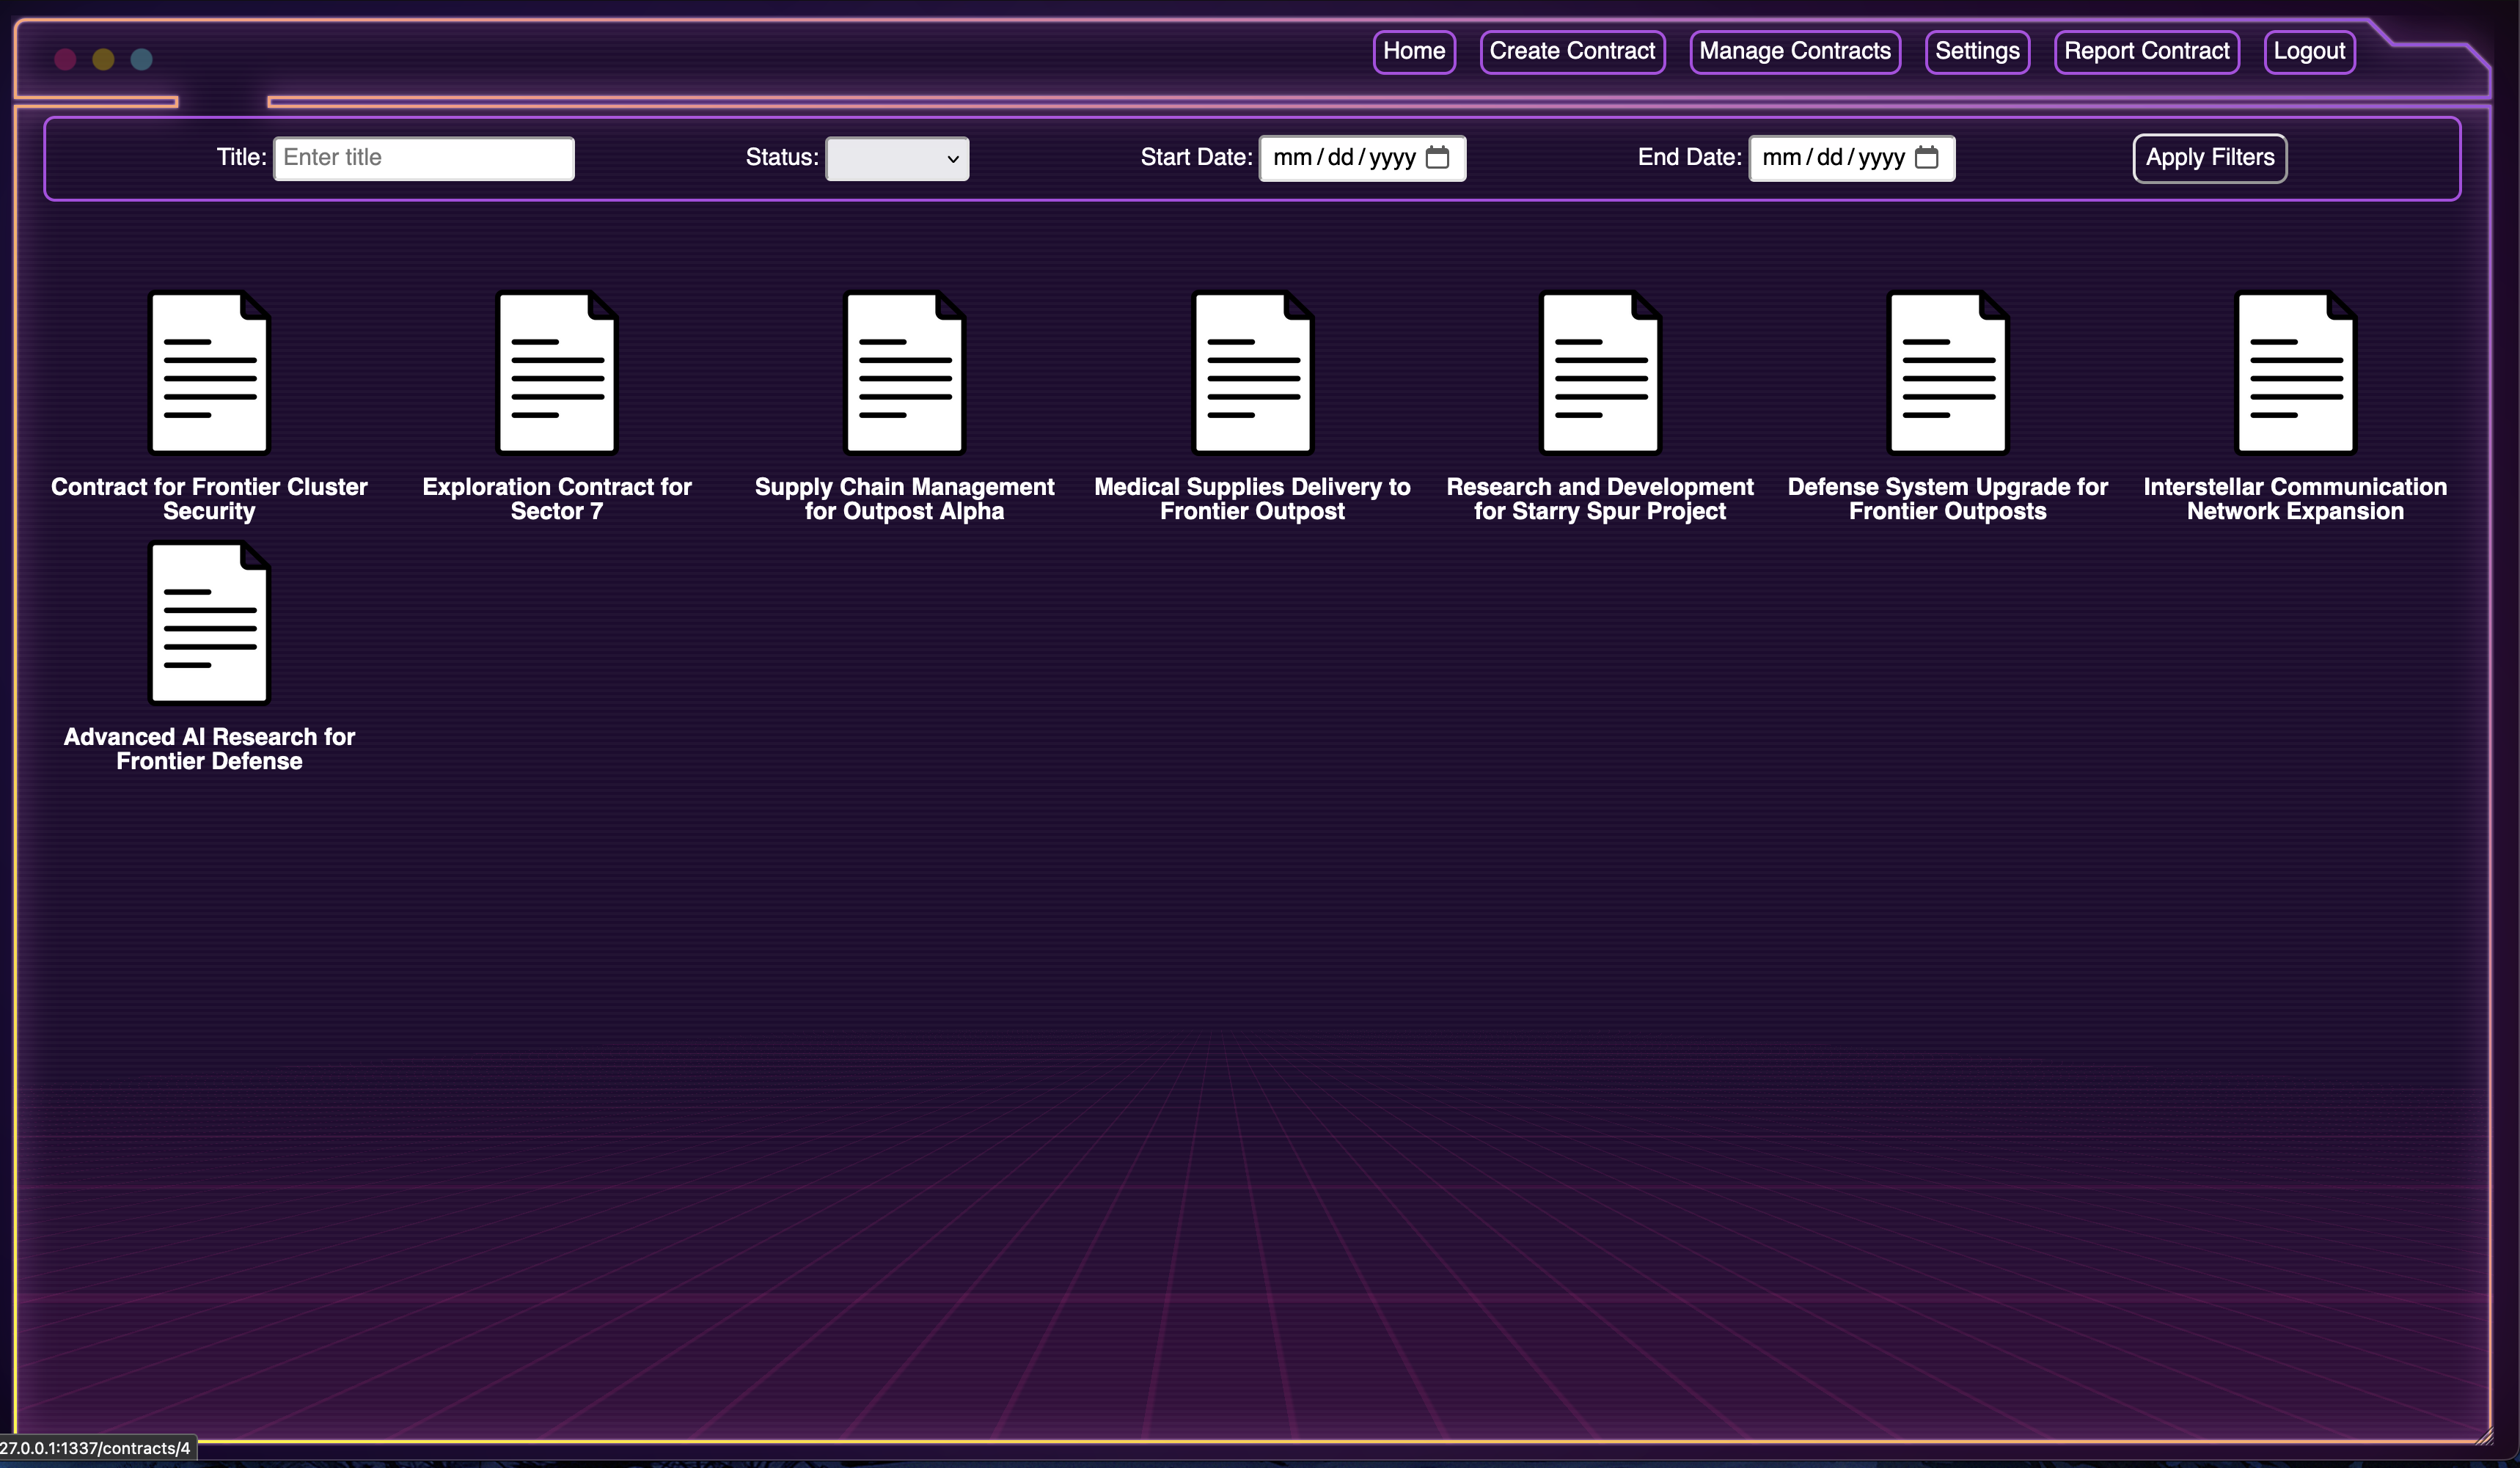 Home Create Contract Manage Contracts Settings Report Contract Logout
Title: Enter title Status: Start Date: mm/dd/yyyy End Date: mm/dd/yyyy Apply Filters
Contract for Frontier Cluster
Security
Exploration Contract for
Sector 7
Supply Chain Management
for Outpost Alpha
Medical Supplies Delivery to
Frontier Outpost
Research and Development
for Starry Spur Project
Defense System Upgrade for
Frontier Outposts
Interstellar Communication
Network Expansion
Advanced AI Research for
Frontier Defense
27.0.0.1:1337/contracts/4